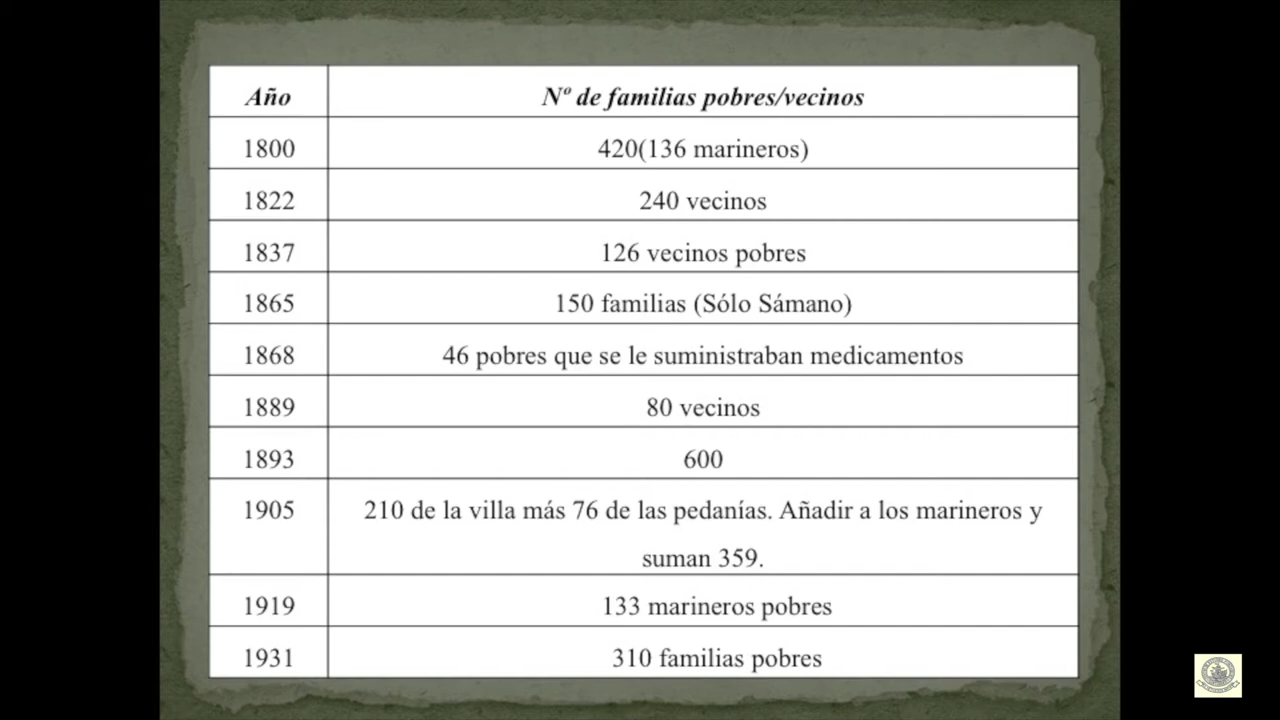 Año Nº de familias pobres/vecinos
1800 420(136 marineros)
1822 240 vecinos
1837 126 vecinos pobres
1865 150 familias (Sólo Sámano)
1868 46 pobres que se le suministraban medicamentos
1889 80 vecinos
1893 600
1905 210 de la villa más 76 de las pedanías. Añadir a los marineros y
suman 359.
1919 133 marineros pobres
1931 310 familias pobres